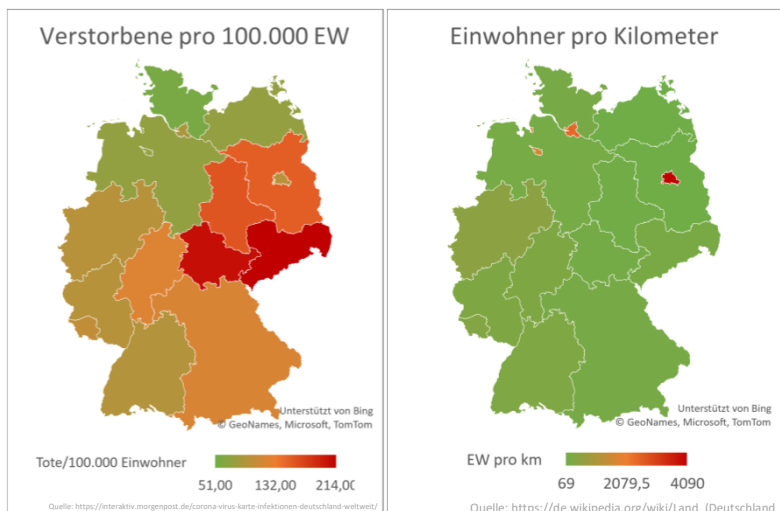 Verstorbene pro 100.000 EW
Unterstützt von Bing
© GeoNames, Microsoft, TomTom
Tote/100.000 Einwohner
51,00 132,00 214,00
Quelle: https://interaktiv.morgenpost.de/corona-virus-karte-infektionen-deutschland-weltweit/
Einwohner pro Kilometer
Unterstützt von Bing
© GeoNames, Microsoft, TomTom
EW pro km
69 2079,5 4090
Quelle: https://de.wikipedia.org/wiki/Land_(Deutschland